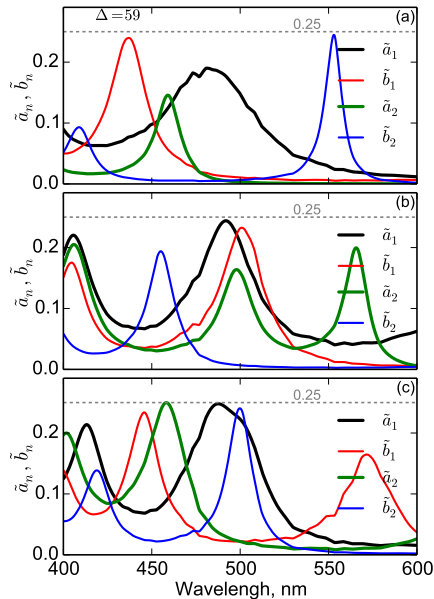 Δ=59
0.25
(a)
ã₁
b̃₁
ã₂
b̃₂
ãₙ, b̃ₙ
0.2
0.1
0.0
0.25
(b)
ã₁
b̃₁
ã₂
b̃₂
ãₙ, b̃ₙ
0.2
0.1
0.0
0.25
(c)
ã₁
b̃₁
ã₂
b̃₂
ãₙ, b̃ₙ
0.2
0.1
0.0
400 450 500 550 600
Wavelengh, nm